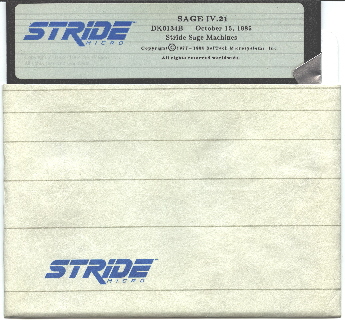 STRIDE
MICRO
SAGE IV.21
DK0134B October 15, 1985
Stride Sage Machines
All rights reserved worldwide.
STRIDE
MICRO